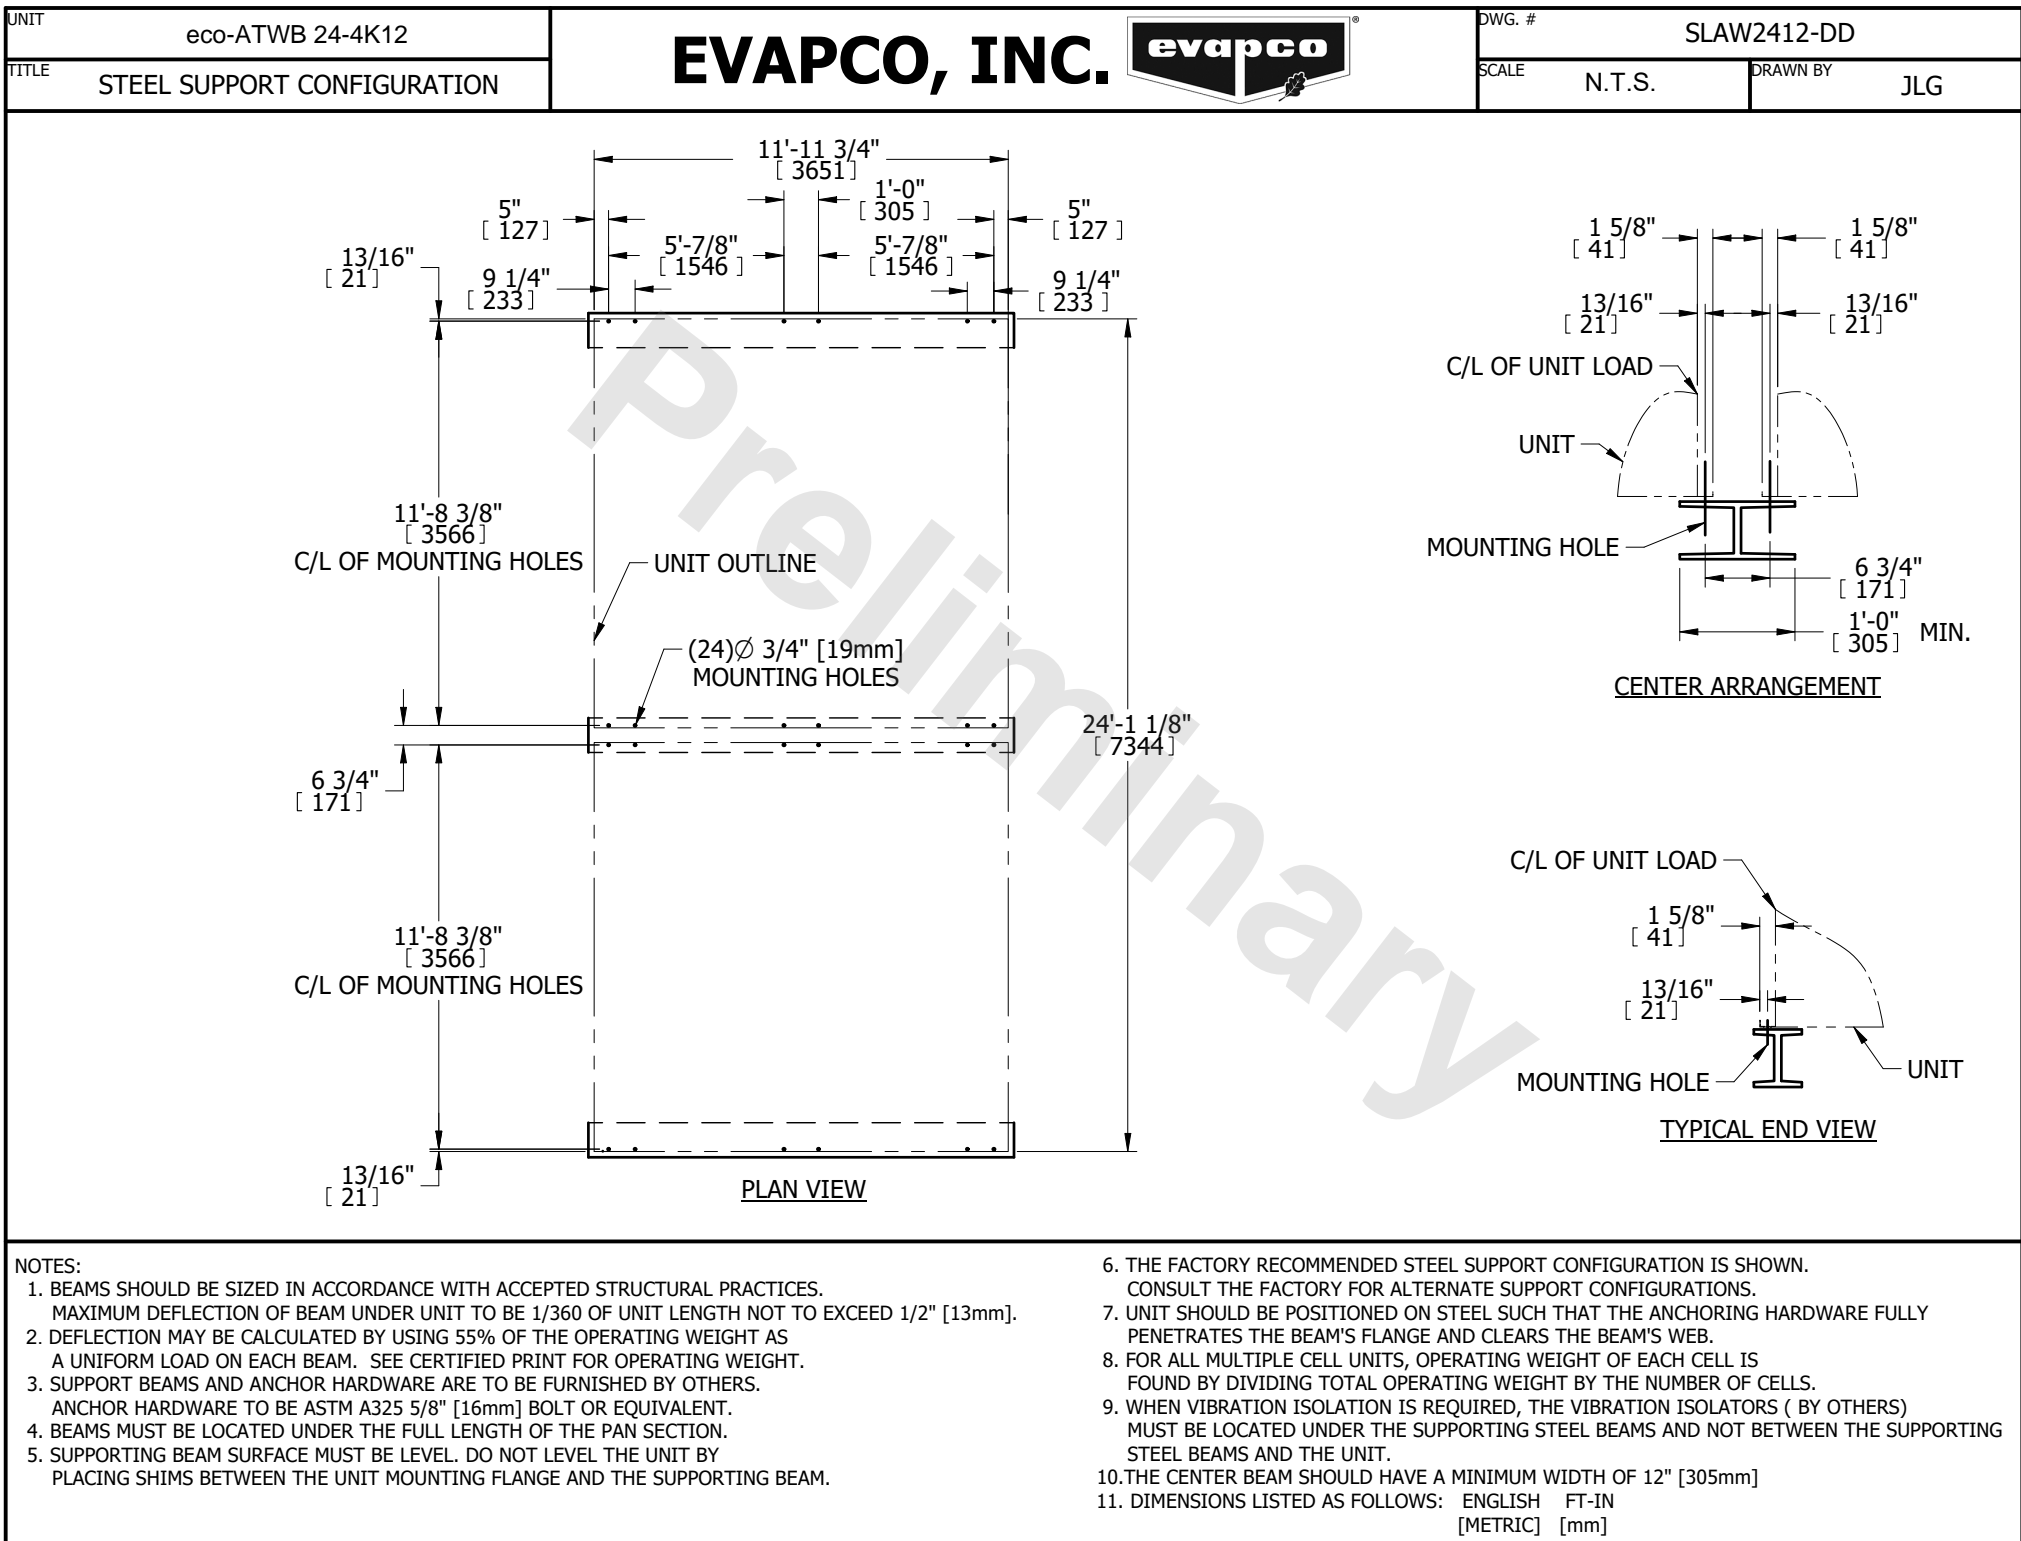 UNIT
eco-ATWB 24-4K12
TITLE
STEEL SUPPORT CONFIGURATION
EVAPCO, INC.
evapco
®
DWG. #
SLAW2412-DD
SCALE
N.T.S.
DRAWN BY
JLG
11'-11 3/4"
[ 3651]
1'-0"
[ 305 ]
5"
[ 127]
5"
[ 127 ]
5'-7/8"
[ 1546 ]
5'-7/8"
[ 1546 ]
13/16"
[ 21]
9 1/4"
[ 233]
9 1/4"
[ 233 ]
11'-8 3/8"
[ 3566]
C/L OF MOUNTING HOLES
UNIT OUTLINE
(24)Ø 3/4" [19mm]
MOUNTING HOLES
24'-1 1/8"
[ 7344]
6 3/4"
[ 171]
11'-8 3/8"
[ 3566]
C/L OF MOUNTING HOLES
13/16"
[ 21]
PLAN VIEW
Preliminary
1 5/8"
[ 41]
1 5/8"
[ 41]
13/16"
[ 21]
13/16"
[ 21]
C/L OF UNIT LOAD
UNIT
MOUNTING HOLE
6 3/4"
[ 171]
1'-0"
[ 305] MIN.
CENTER ARRANGEMENT
C/L OF UNIT LOAD
1 5/8"
[ 41]
13/16"
[ 21]
MOUNTING HOLE
UNIT
TYPICAL END VIEW
NOTES:
1. BEAMS SHOULD BE SIZED IN ACCORDANCE WITH ACCEPTED STRUCTURAL PRACTICES.
MAXIMUM DEFLECTION OF BEAM UNDER UNIT TO BE 1/360 OF UNIT LENGTH NOT TO EXCEED 1/2" [13mm].
2. DEFLECTION MAY BE CALCULATED BY USING 55% OF THE OPERATING WEIGHT AS
A UNIFORM LOAD ON EACH BEAM. SEE CERTIFIED PRINT FOR OPERATING WEIGHT.
3. SUPPORT BEAMS AND ANCHOR HARDWARE ARE TO BE FURNISHED BY OTHERS.
ANCHOR HARDWARE TO BE ASTM A325 5/8" [16mm] BOLT OR EQUIVALENT.
4. BEAMS MUST BE LOCATED UNDER THE FULL LENGTH OF THE PAN SECTION.
5. SUPPORTING BEAM SURFACE MUST BE LEVEL. DO NOT LEVEL THE UNIT BY
PLACING SHIMS BETWEEN THE UNIT MOUNTING FLANGE AND THE SUPPORTING BEAM.
6. THE FACTORY RECOMMENDED STEEL SUPPORT CONFIGURATION IS SHOWN.
CONSULT THE FACTORY FOR ALTERNATE SUPPORT CONFIGURATIONS.
7. UNIT SHOULD BE POSITIONED ON STEEL SUCH THAT THE ANCHORING HARDWARE FULLY
PENETRATES THE BEAM'S FLANGE AND CLEARS THE BEAM'S WEB.
8. FOR ALL MULTIPLE CELL UNITS, OPERATING WEIGHT OF EACH CELL IS
FOUND BY DIVIDING TOTAL OPERATING WEIGHT BY THE NUMBER OF CELLS.
9. WHEN VIBRATION ISOLATION IS REQUIRED, THE VIBRATION ISOLATORS ( BY OTHERS)
MUST BE LOCATED UNDER THE SUPPORTING STEEL BEAMS AND NOT BETWEEN THE SUPPORTING
STEEL BEAMS AND THE UNIT.
10.THE CENTER BEAM SHOULD HAVE A MINIMUM WIDTH OF 12" [305mm]
11. DIMENSIONS LISTED AS FOLLOWS: ENGLISH FT-IN
[METRIC] [mm]